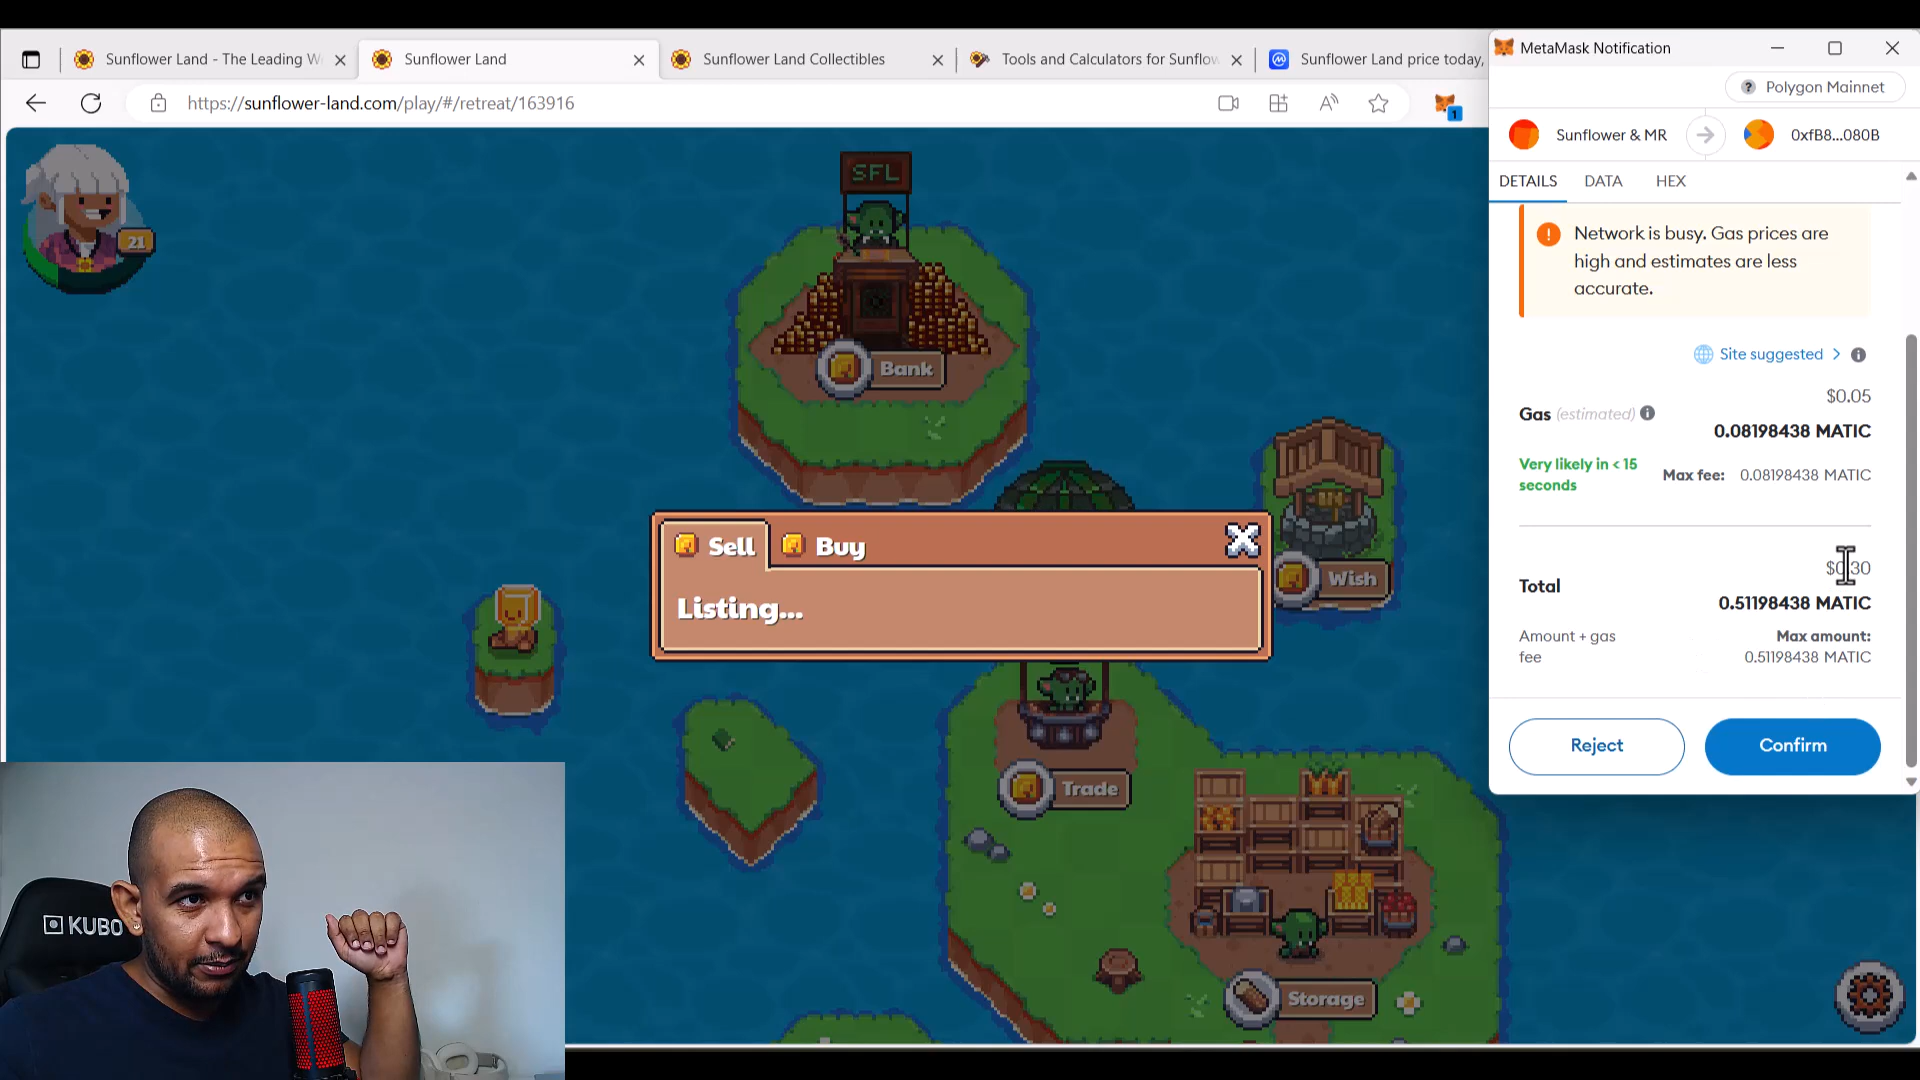 Sunflower Land - The Leading W
Sunflower Land
Sunflower Land Collectibles
Tools and Calculators for Sunflow
Sunflower Land price today,
https://sunflower-land.com/play/#/retreat/163916
1
MetaMask Notification
Polygon Mainnet
Sunflower & MR
0xfB8...080B
DETAILS
DATA
HEX
Network is busy. Gas prices are
high and estimates are less
accurate.
Site suggested >
$0.05
Gas (estimated)
0.08198438 MATIC
Very likely in < 15
seconds
Max fee: 0.08198438 MATIC
$0.30
Total
0.51198438 MATIC
Amount + gas
fee
Max amount:
0.51198438 MATIC
Reject
Confirm
21
SFL
Bank
Wish
Sell
Buy
Listing...
Trade
Storage
KUBO